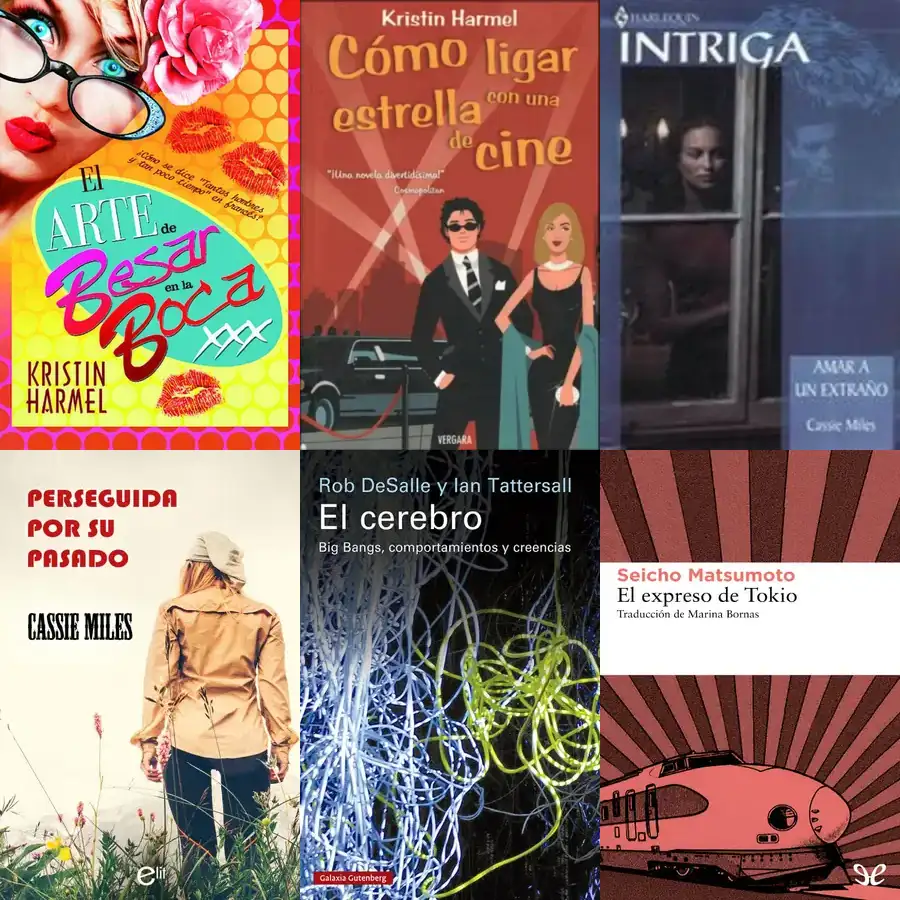 ¿Cómo se dice "Tantos hombres
y tan poco tiempo" en francés?
El
ARTE de
Besar
en la
Boca
XXX
KRISTIN
HARMEL
Kristin Harmel
Cómo ligar
con una
estrella
de
cine
"¡Una novela divertidísima!"
Cosmopolitan
VERGARA
HARLEQUIN
INTRIGA
AMAR A
UN EXTRAÑO
Cassie Miles
PERSEGUIDA
POR SU
PASADO
CASSIE MILES
elit
Rob DeSalle y Ian Tattersall
El cerebro
Big Bangs, comportamientos y creencias
Galaxia Gutenberg
Seicho Matsumoto
El expreso de Tokio
Traducción de Marina Bornas